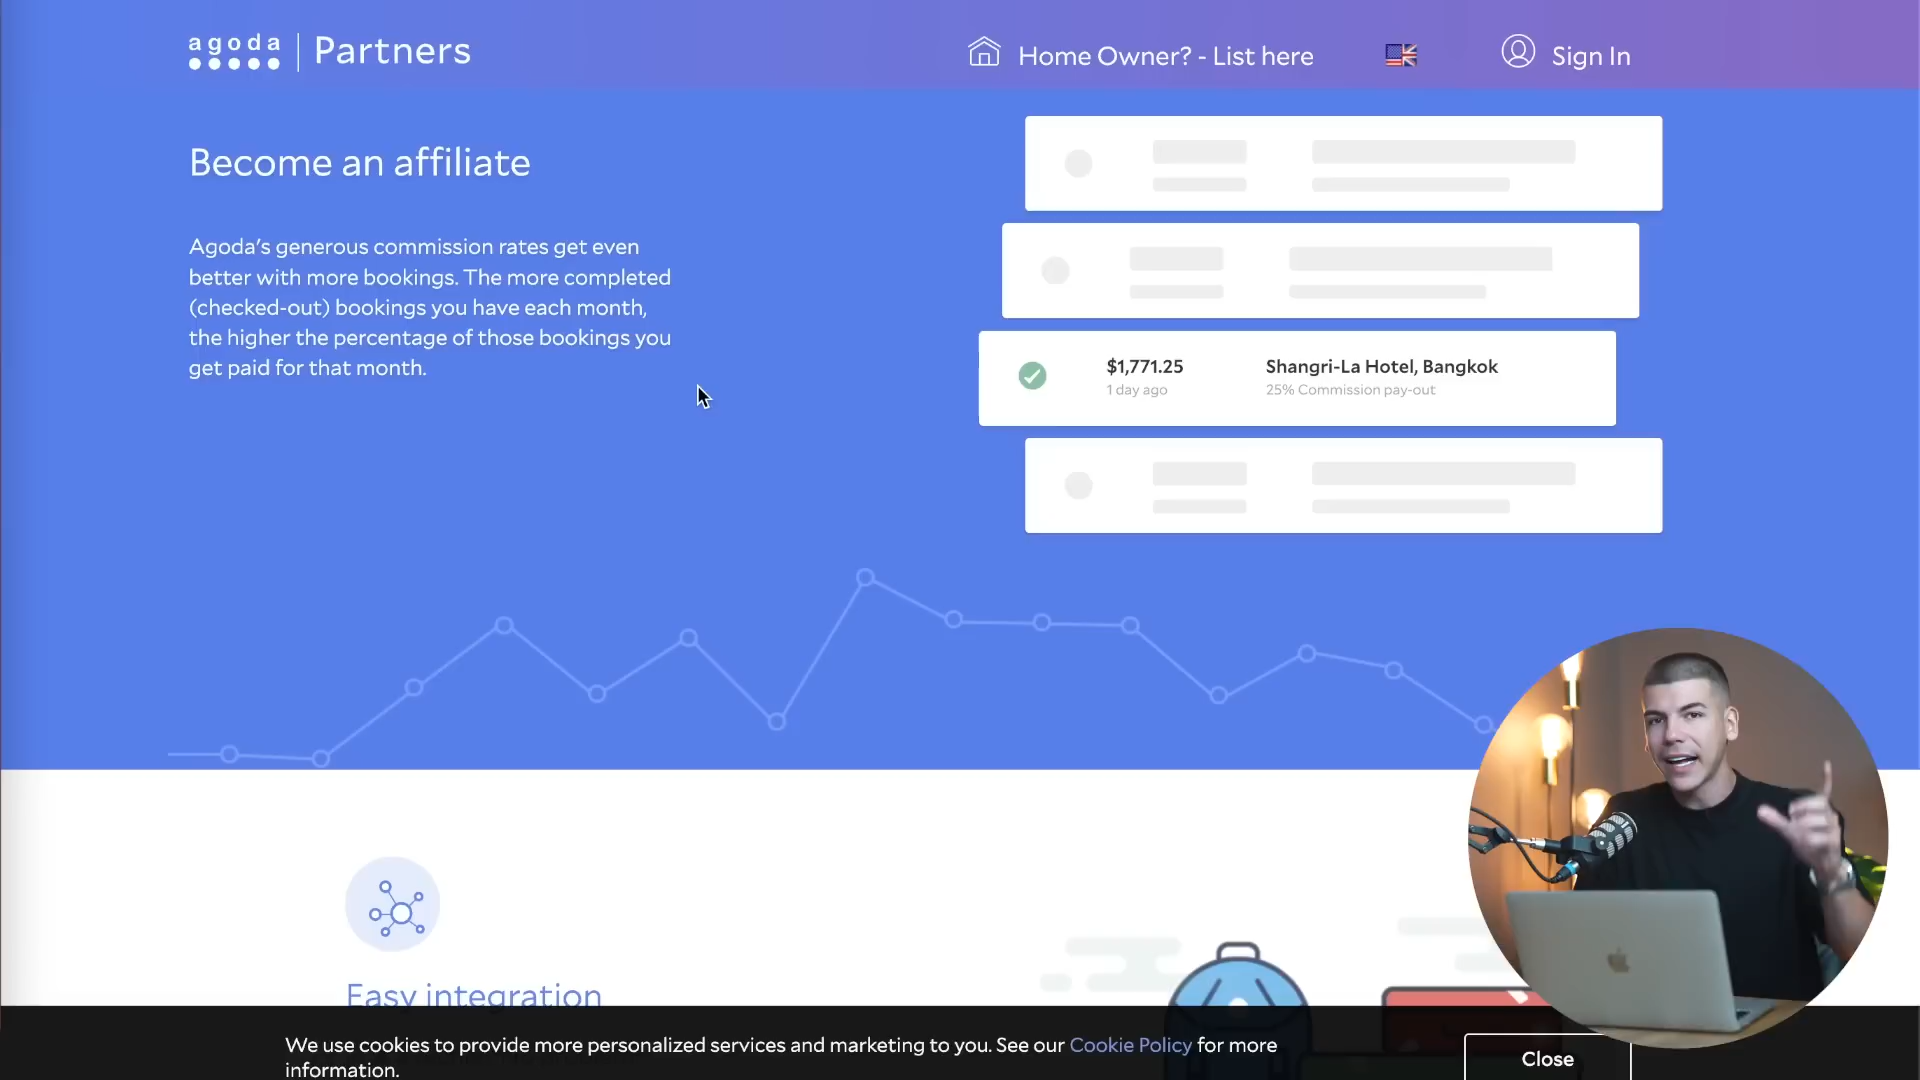 agoda
Partners
Home Owner? - List here
Sign In
Become an affiliate
Agoda's generous commission rates get even
better with more bookings. The more completed
(checked-out) bookings you have each month,
the higher the percentage of those bookings you
get paid for that month.
$1,771.25
1 day ago
Shangri-La Hotel, Bangkok
25% Commission pay-out
Easy integration
We use cookies to provide more personalized services and marketing to you. See our Cookie Policy for more
information.
Close